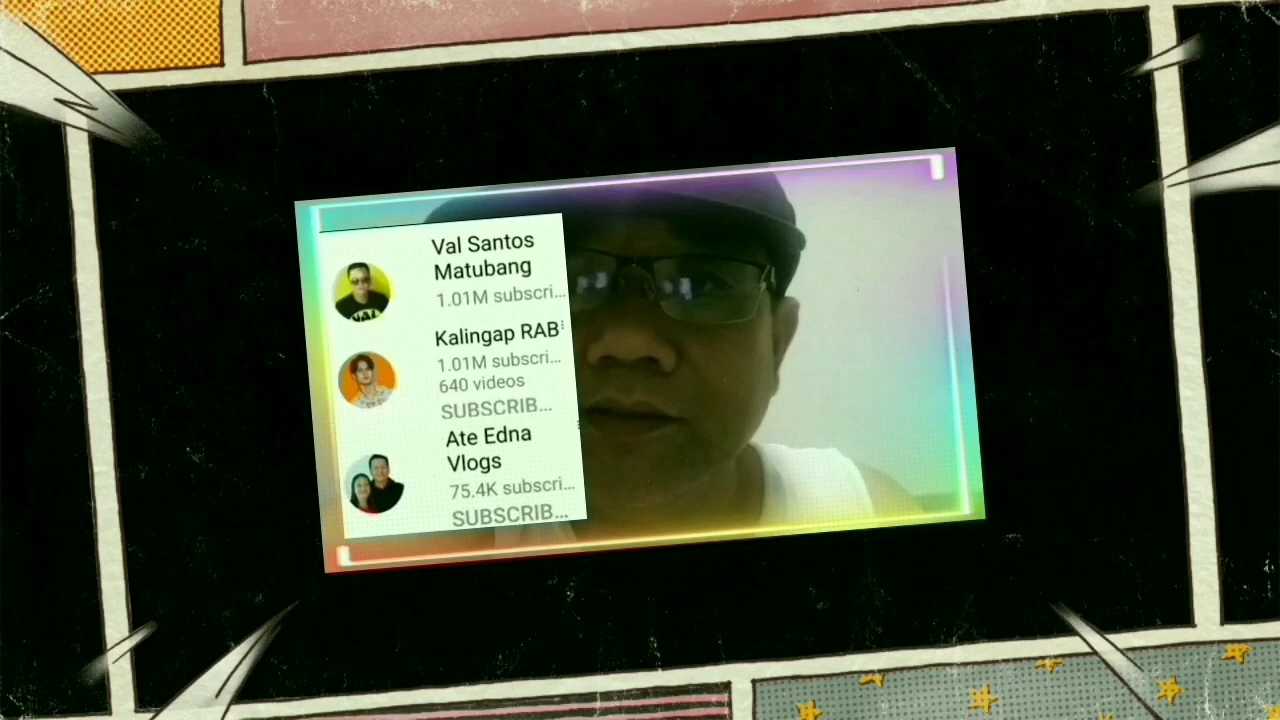 Val Santos
Matubang
1.01M subscri...
Kalingap RAB
1.01M subscri...
640 videos
SUBSCRIB...
Ate Edna
Vlogs
75.4K subscri...
SUBSCRIB...